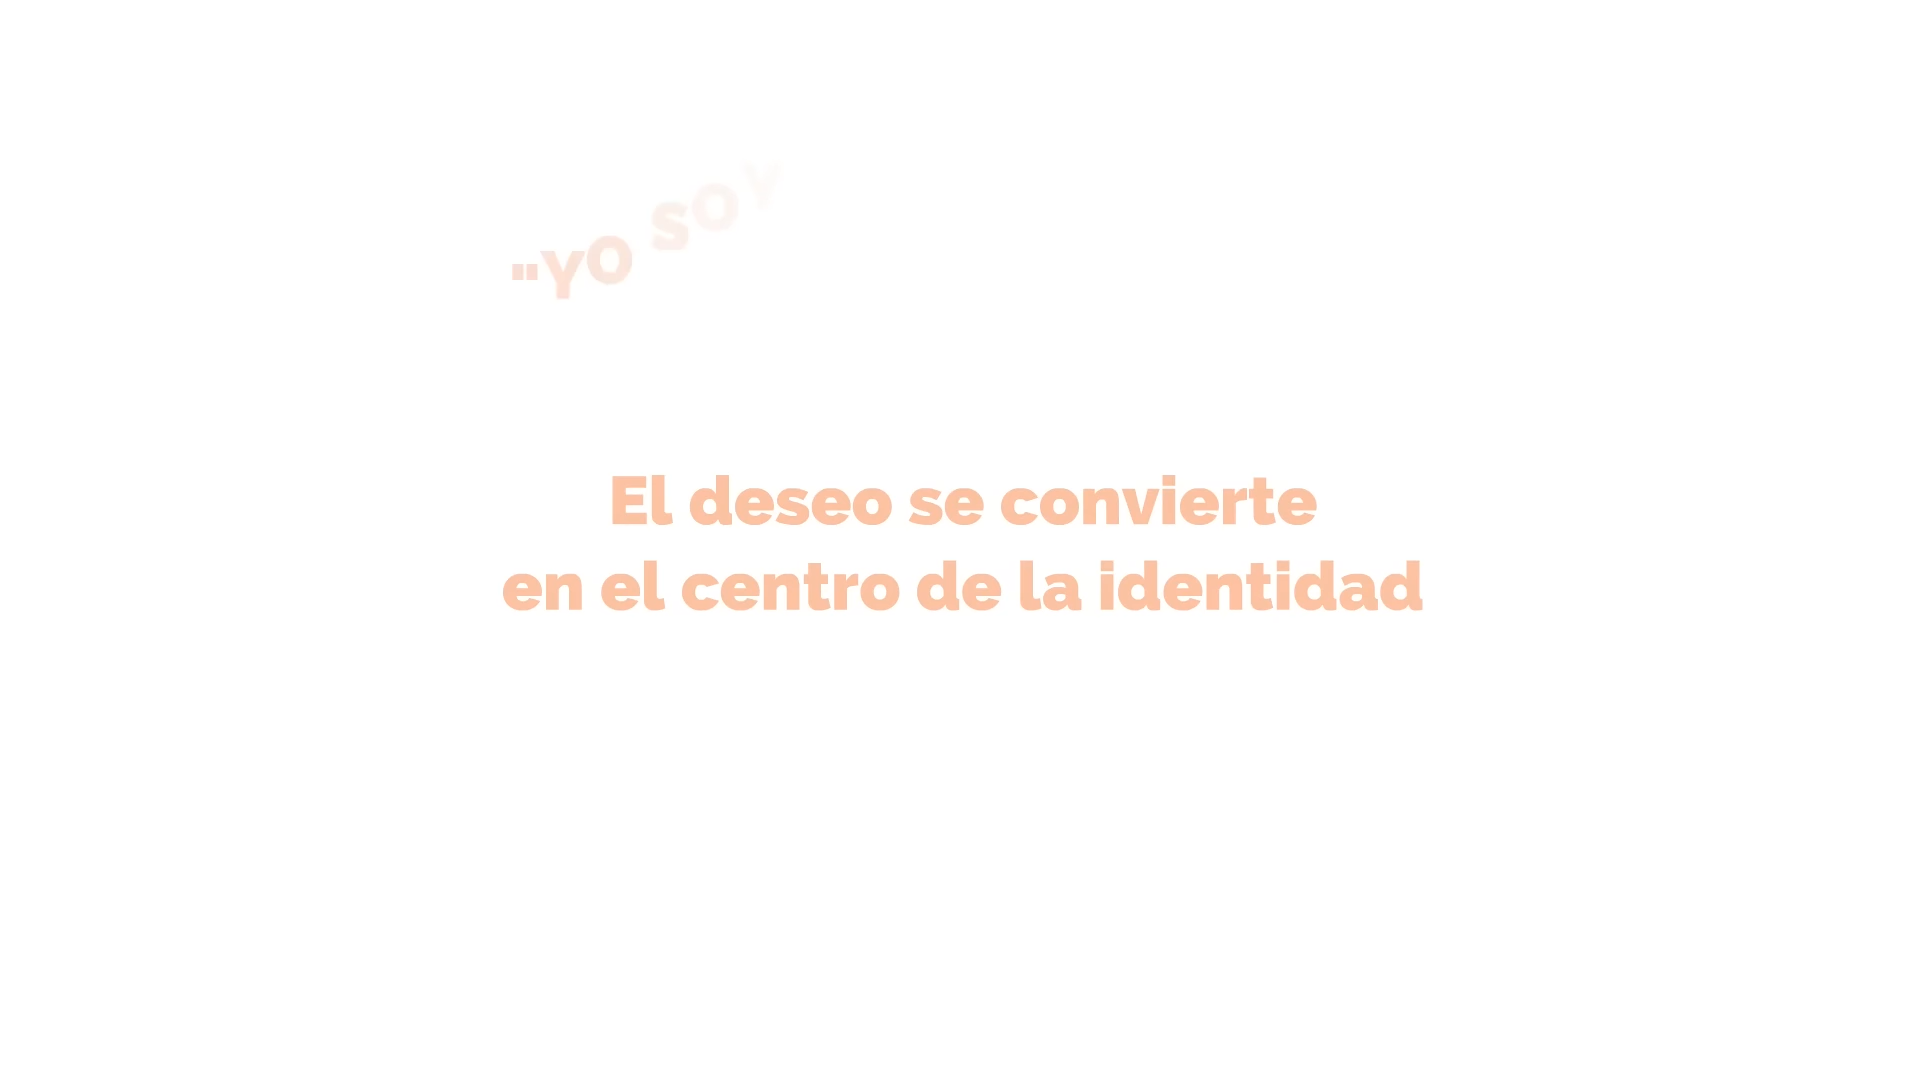 "YO SOY
El deseo se convierte
en el centro de la identidad